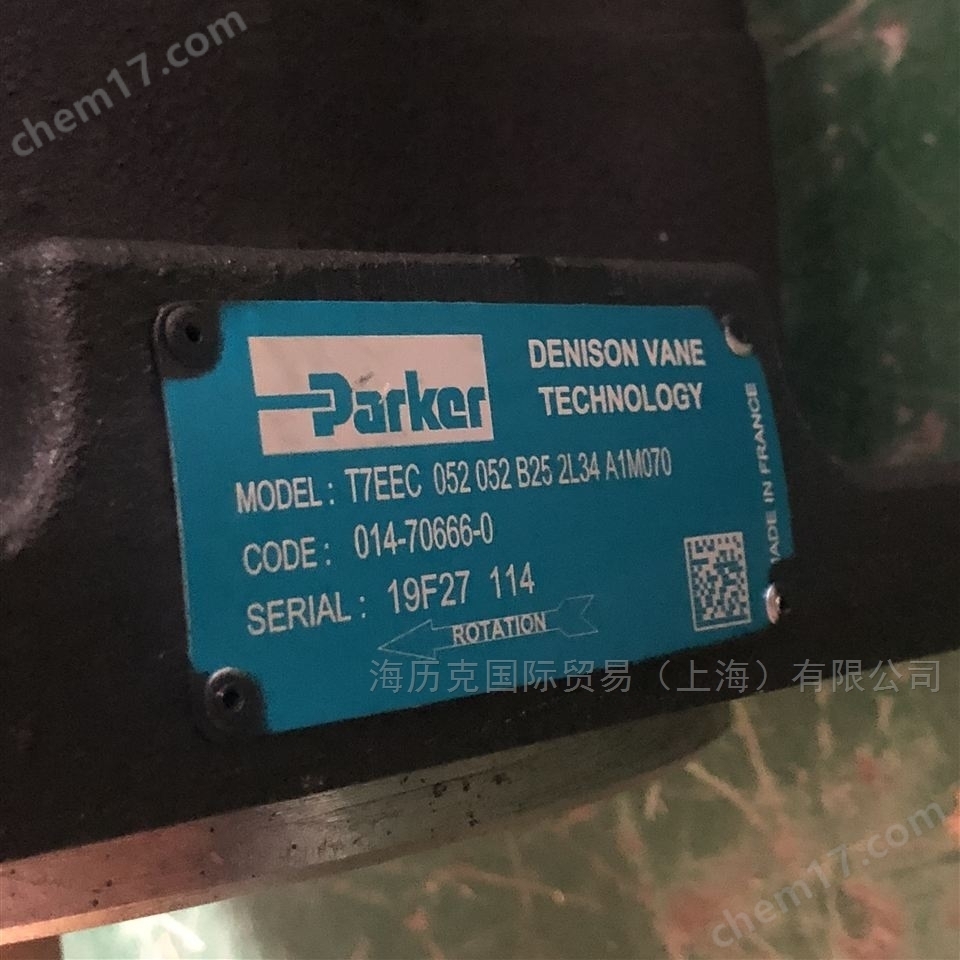 chem17.com
Parker
DENISON VANE
TECHNOLOGY
MODEL : T7EEC 052 052 B25 2L34 A1M070
CODE : 014-70666-0
SERIAL : 19F27 114
ROTATION
MADE IN FRANCE
海历克国际贸易（上海）有限公司
chem17.com